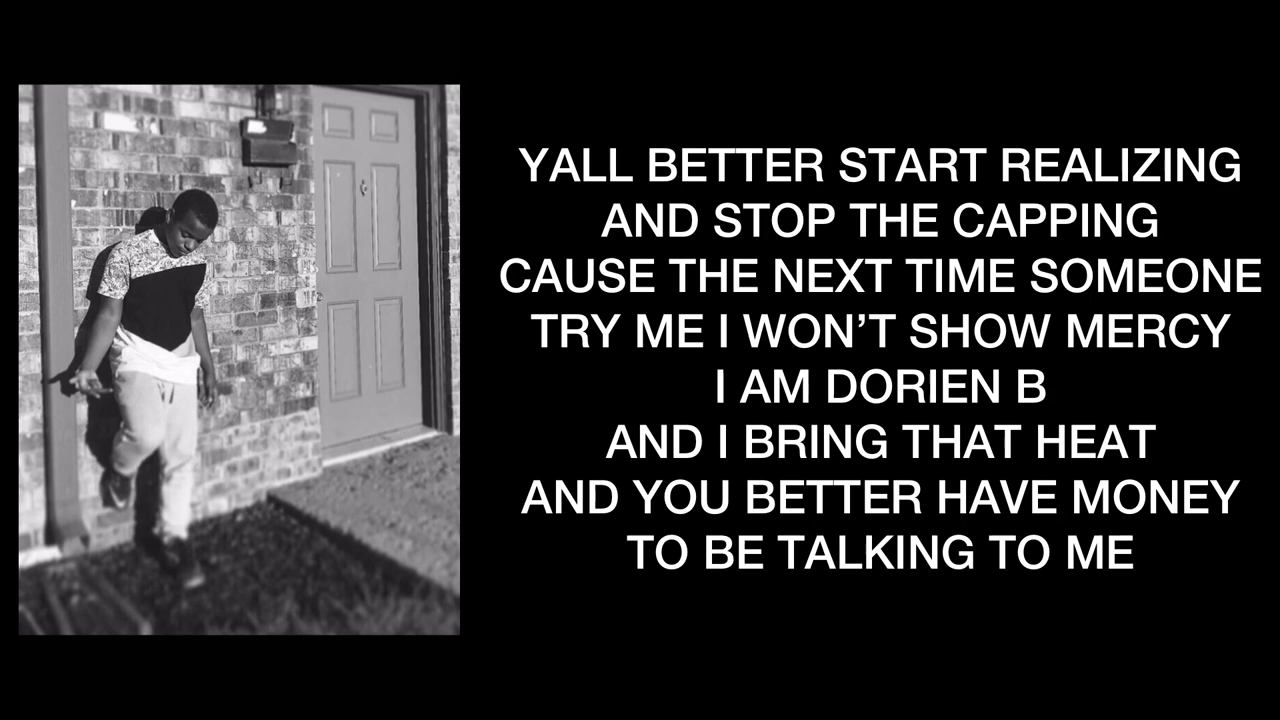 YALL BETTER START REALIZING
AND STOP THE CAPPING
CAUSE THE NEXT TIME SOMEONE
TRY ME I WON’T SHOW MERCY
I AM DORIEN B
AND I BRING THAT HEAT
AND YOU BETTER HAVE MONEY
TO BE TALKING TO ME